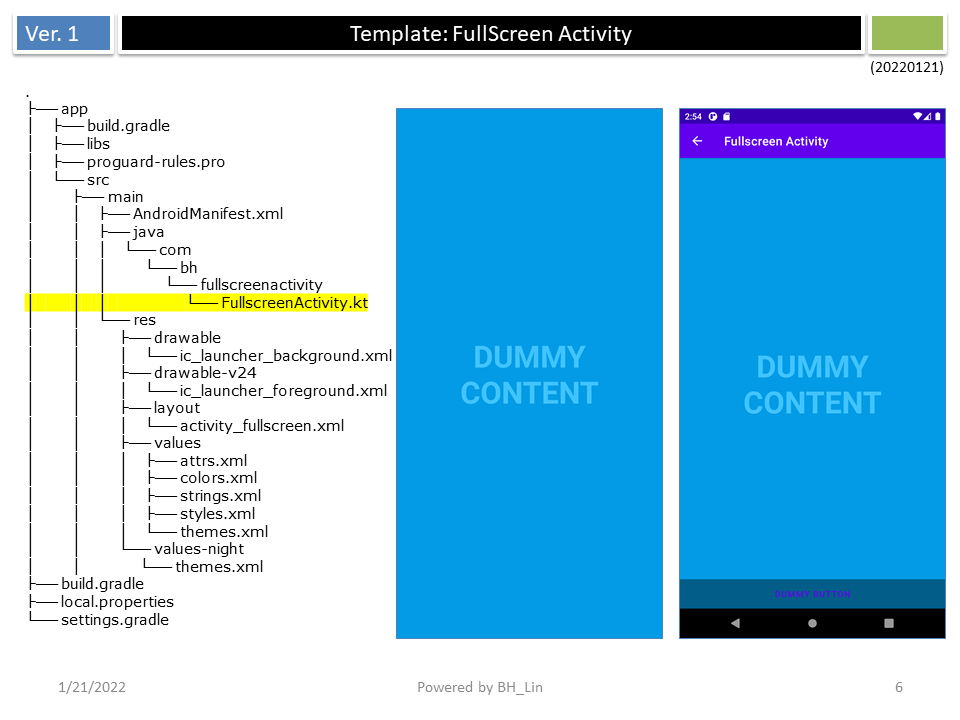 Ver. 1
Template: FullScreen Activity
(20220121)
.
├── app
│ ├── build.gradle
│ ├── libs
│ ├── proguard-rules.pro
│ └── src
│ ├── main
│ │ ├── AndroidManifest.xml
│ │ ├── java
│ │ │ └── com
│ │ │ └── bh
│ │ │ └── fullscreenactivity
│ │ │ └── FullscreenActivity.kt
│ │ └── res
│ │ ├── drawable
│ │ │ └── ic_launcher_background.xml
│ │ ├── drawable-v24
│ │ │ └── ic_launcher_foreground.xml
│ │ ├── layout
│ │ │ └── activity_fullscreen.xml
│ │ ├── values
│ │ │ ├── attrs.xml
│ │ │ ├── colors.xml
│ │ │ ├── strings.xml
│ │ │ ├── styles.xml
│ │ │ └── themes.xml
│ │ └── values-night
│ │ └── themes.xml
├── build.gradle
├── local.properties
└── settings.gradle
DUMMY
CONTENT
2:54
Fullscreen Activity
DUMMY
CONTENT
DUMMY BUTTON
1/21/2022
Powered by BH_Lin
6